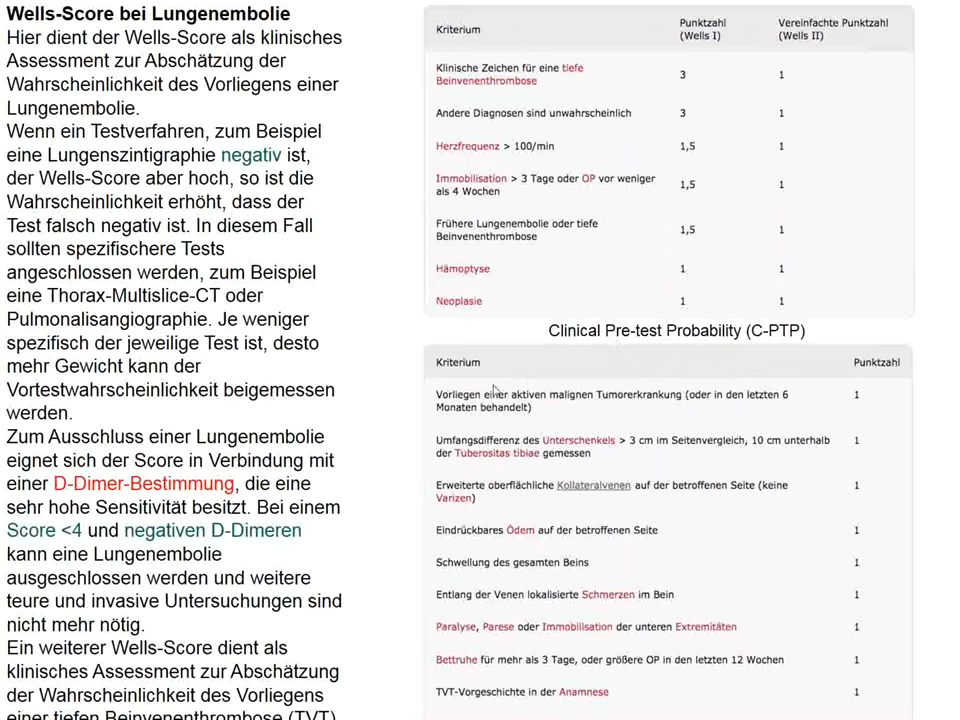 Wells-Score bei Lungenembolie
Hier dient der Wells-Score als klinisches
Assessment zur Abschätzung der
Wahrscheinlichkeit des Vorliegens einer
Lungenembolie.
Wenn ein Testverfahren, zum Beispiel
eine Lungenszintigraphie negativ ist,
der Wells-Score aber hoch, so ist die
Wahrscheinlichkeit erhöht, dass der
Test falsch negativ ist. In diesem Fall
sollten spezifischere Tests
angeschlossen werden, zum Beispiel
eine Thorax-Multislice-CT oder
Pulmonalisangiographie. Je weniger
spezifisch der jeweilige Test ist, desto
mehr Gewicht kann der
Vortestwahrscheinlichkeit beigemessen
werden.
Zum Ausschluss einer Lungenembolie
eignet sich der Score in Verbindung mit
einer D-Dimer-Bestimmung, die eine
sehr hohe Sensitivität besitzt. Bei einem
Score <4 und negativen D-Dimeren
kann eine Lungenembolie
ausgeschlossen werden und weitere
teure und invasive Untersuchungen sind
nicht mehr nötig.
Ein weiterer Wells-Score dient als
klinisches Assessment zur Abschätzung
der Wahrscheinlichkeit des Vorliegens
einer tiefen Beinvenenthrombose (TVT)
Kriterium Punktzahl (Wells I) Vereinfachte Punktzahl (Wells II)
Klinische Zeichen für eine tiefe
Beinvenenthrombose 3 1
Andere Diagnosen sind unwahrscheinlich 3 1
Herzfrequenz > 100/min 1,5 1
Immobilisation > 3 Tage oder OP vor weniger
als 4 Wochen 1,5 1
Frühere Lungenembolie oder tiefe
Beinvenenthrombose 1,5 1
Hämoptyse 1 1
Neoplasie 1 1
Clinical Pre-test Probability (C-PTP)
Kriterium Punktzahl
Vorliegen einer aktiven malignen Tumorerkrankung (oder in den letzten 6
Monaten behandelt) 1
Umfangsdifferenz des Unterschenkels > 3 cm im Seitenvergleich, 10 cm unterhalb
der Tuberositas tibiae gemessen 1
Erweiterte oberflächliche Kollateralvenen auf der betroffenen Seite (keine
Varizen) 1
Eindrückbares Ödem auf der betroffenen Seite 1
Schwellung des gesamten Beins 1
Entlang der Venen lokalisierte Schmerzen im Bein 1
Paralyse, Parese oder Immobilisation der unteren Extremitäten 1
Bettruhe für mehr als 3 Tage, oder größere OP in den letzten 12 Wochen 1
TVT-Vorgeschichte in der Anamnese 1